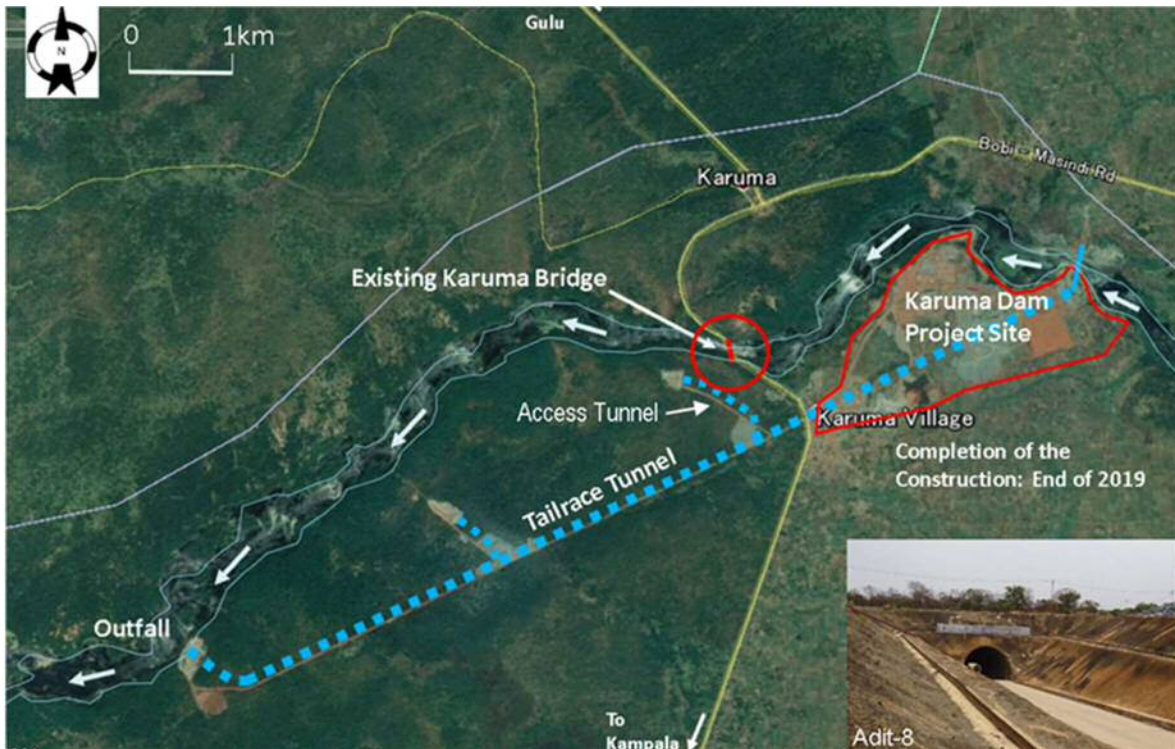 Gulu
N
0 1km
Bobi - Masindi Rd
Karuma
Existing Karuma Bridge
Karuma Dam
Project Site
Access Tunnel
Karuma Village
Completion of the
Construction: End of 2019
Tailrace Tunnel
Outfall
To
Kampala
Adit-8